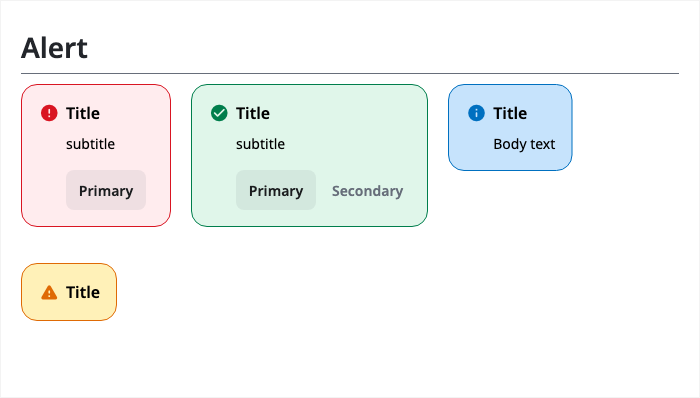 Alert
Title
subtitle
Primary
Title
subtitle
Primary Secondary
Title
Body text
Title